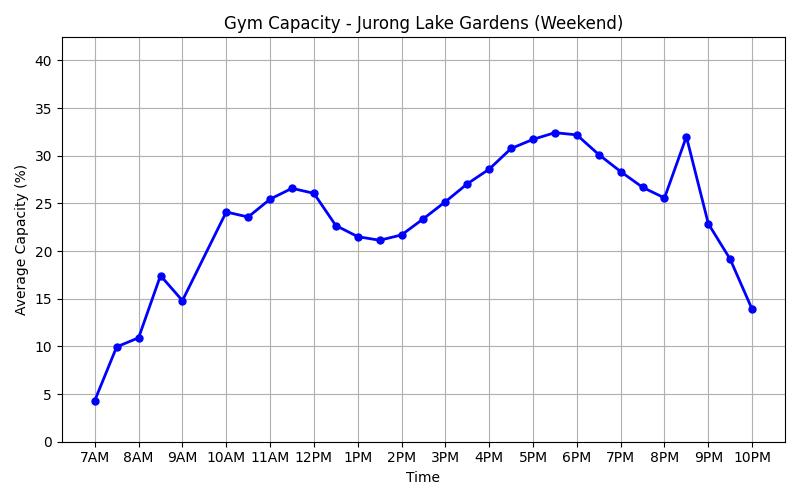 Gym Capacity - Jurong Lake Gardens (Weekend)
Average Capacity (%)
40
35
30
25
20
15
10
5
0
7AM 8AM 9AM 10AM 11AM 12PM 1PM 2PM 3PM 4PM 5PM 6PM 7PM 8PM 9PM 10PM
Time